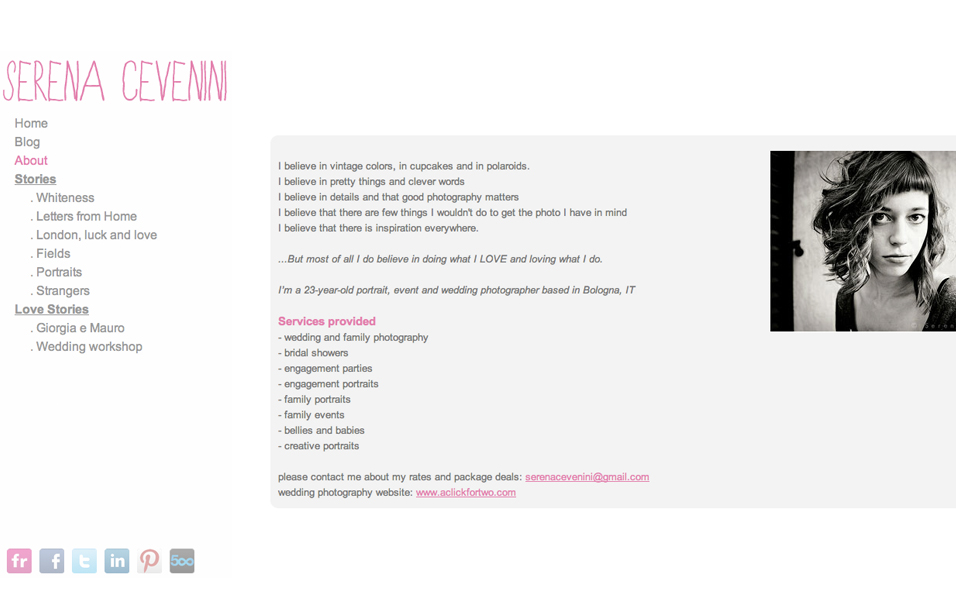 SERENA CEVENINI
Home
Blog
About
Stories
. Whiteness
. Letters from Home
. London, luck and love
. Fields
. Portraits
. Strangers
Love Stories
. Giorgia e Mauro
. Wedding workshop
I believe in vintage colors, in cupcakes and in polaroids.
I believe in pretty things and clever words
I believe in details and that good photography matters
I believe that there are few things I wouldn't do to get the photo I have in mind
I believe that there is inspiration everywhere.
...But most of all I do believe in doing what I LOVE and loving what I do.
I'm a 23-year-old portrait, event and wedding photographer based in Bologna, IT
Services provided
- wedding and family photography
- bridal showers
- engagement parties
- engagement portraits
- family portraits
- family events
- bellies and babies
- creative portraits
please contact me about my rates and package deals: serenacevenini@gmail.com
wedding photography website: www.aclickfortwo.com
fr f t in P 500